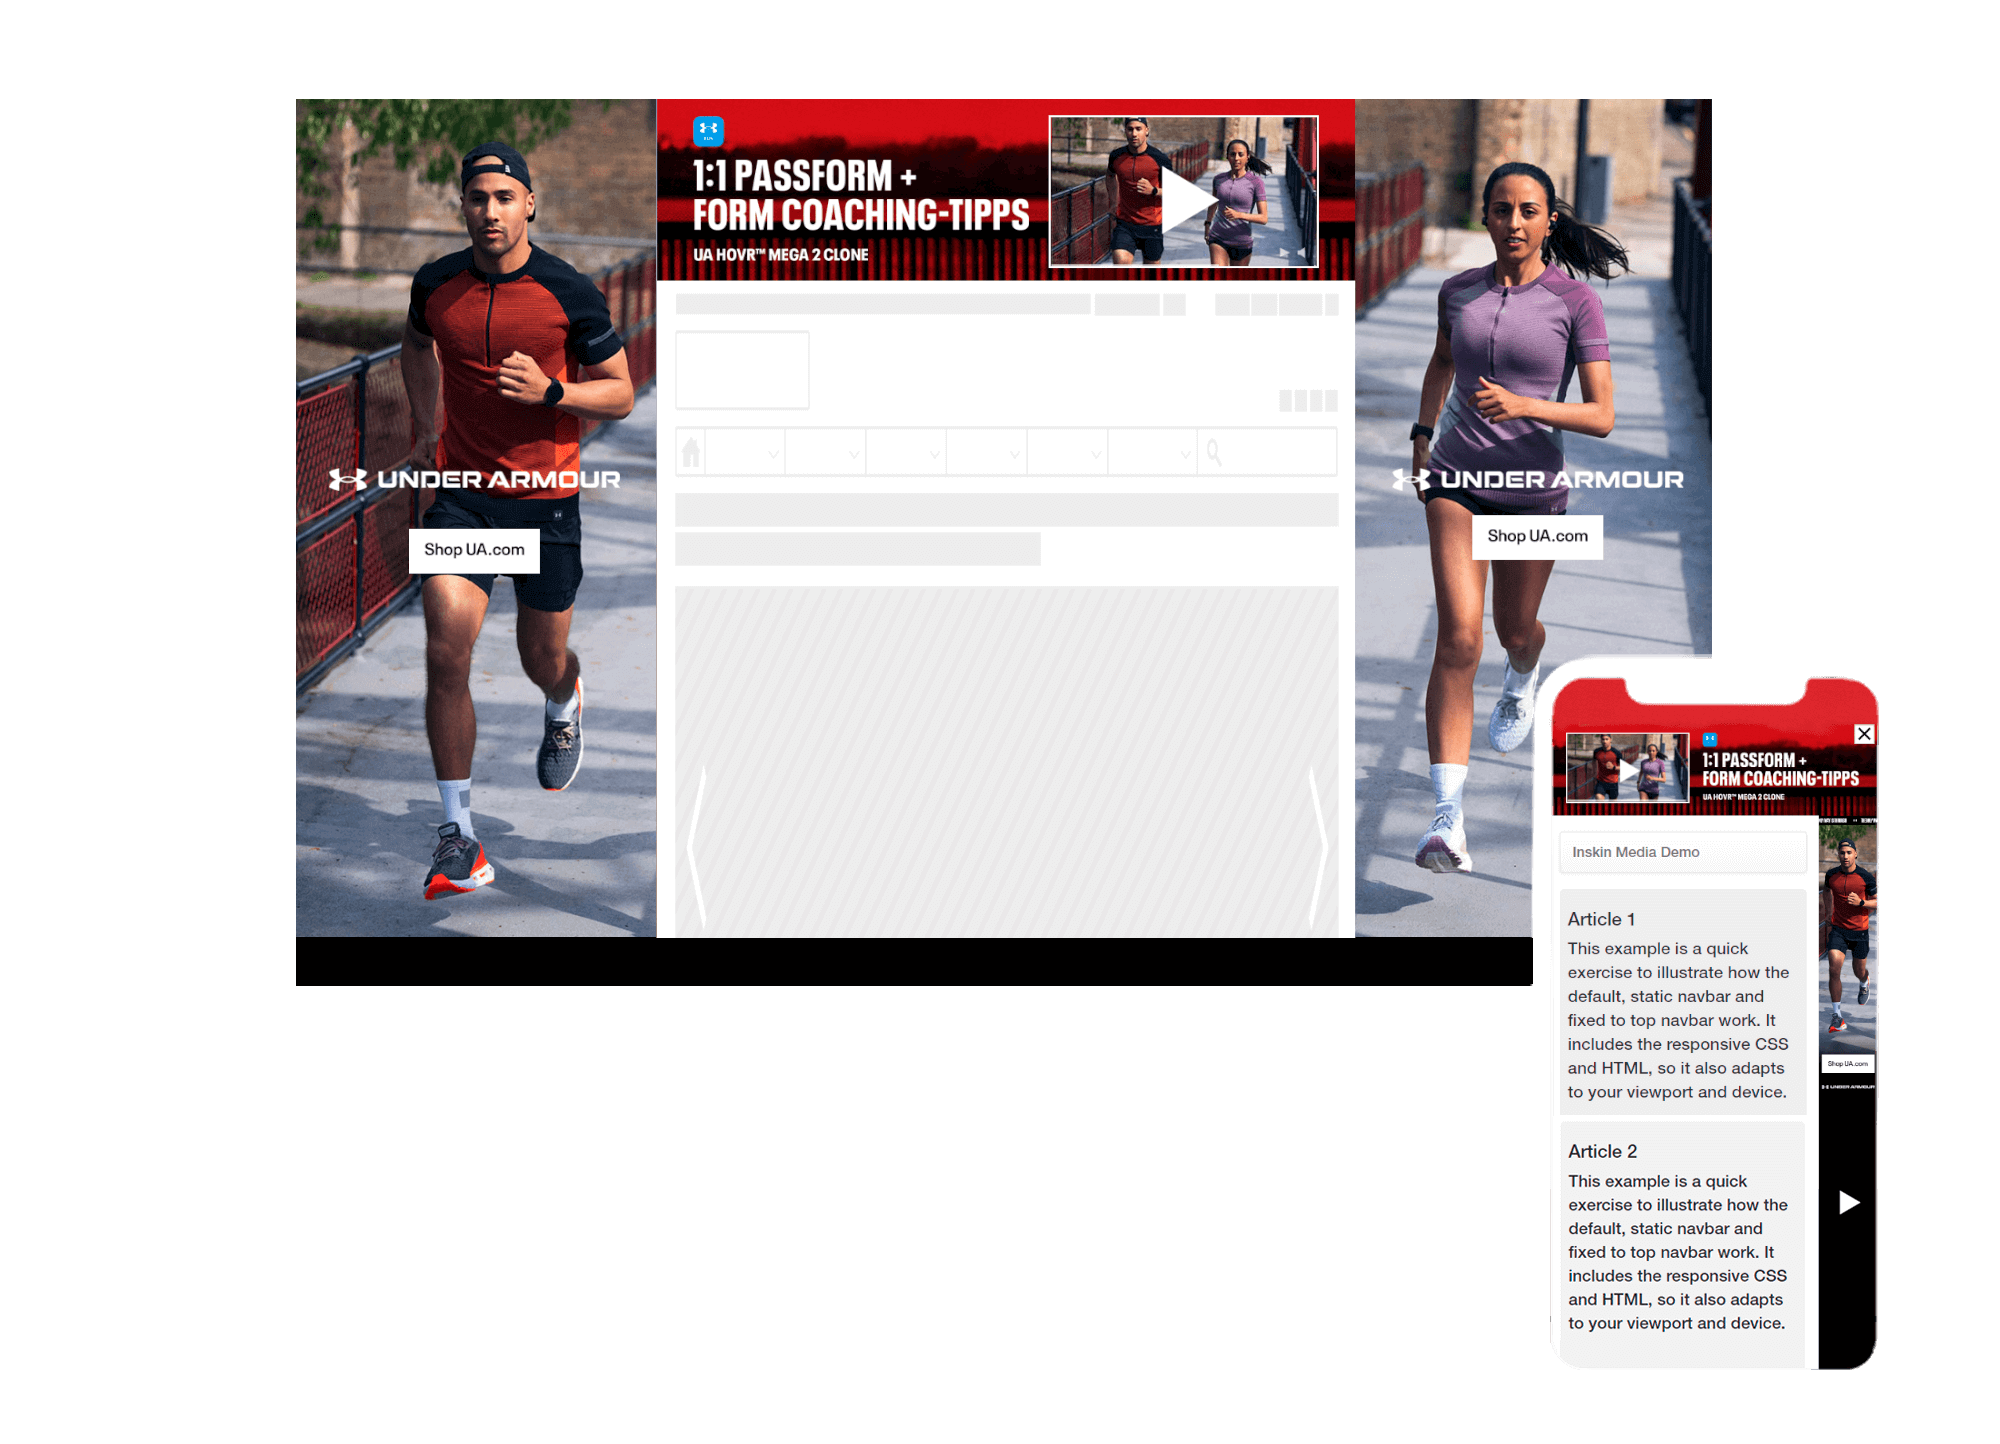 1:1 PASSFORM +
FORM COACHING-TIPPS
UA HOVR™ MEGA 2 CLONE
UNDER ARMOUR
Shop UA.com
UNDER ARMOUR
Shop UA.com
1:1 PASSFORM +
FORM COACHING-TIPPS
UA HOVR™ MEGA 2 CLONE
Inskin Media Demo
Article 1
This example is a quick
exercise to illustrate how the
default, static navbar and
fixed to top navbar work. It
includes the responsive CSS
and HTML, so it also adapts
to your viewport and device.
Shop UA.com
UNDER ARMOUR
Article 2
This example is a quick
exercise to illustrate how the
default, static navbar and
fixed to top navbar work. It
includes the responsive CSS
and HTML, so it also adapts
to your viewport and device.